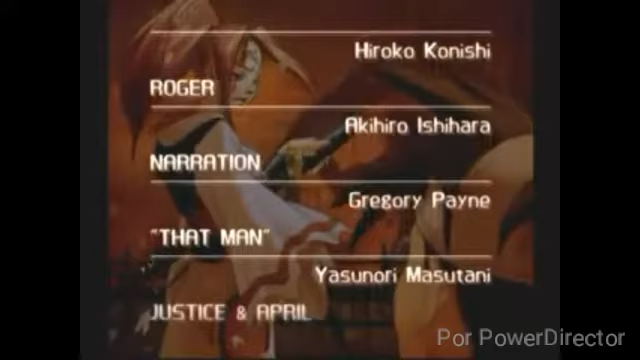 Hiroko Konishi
ROGER
Akihiro Ishihara
NARRATION
Gregory Payne
"THAT MAN"
Yasunori Masutani
JUSTICE & APRIL
Por PowerDirector